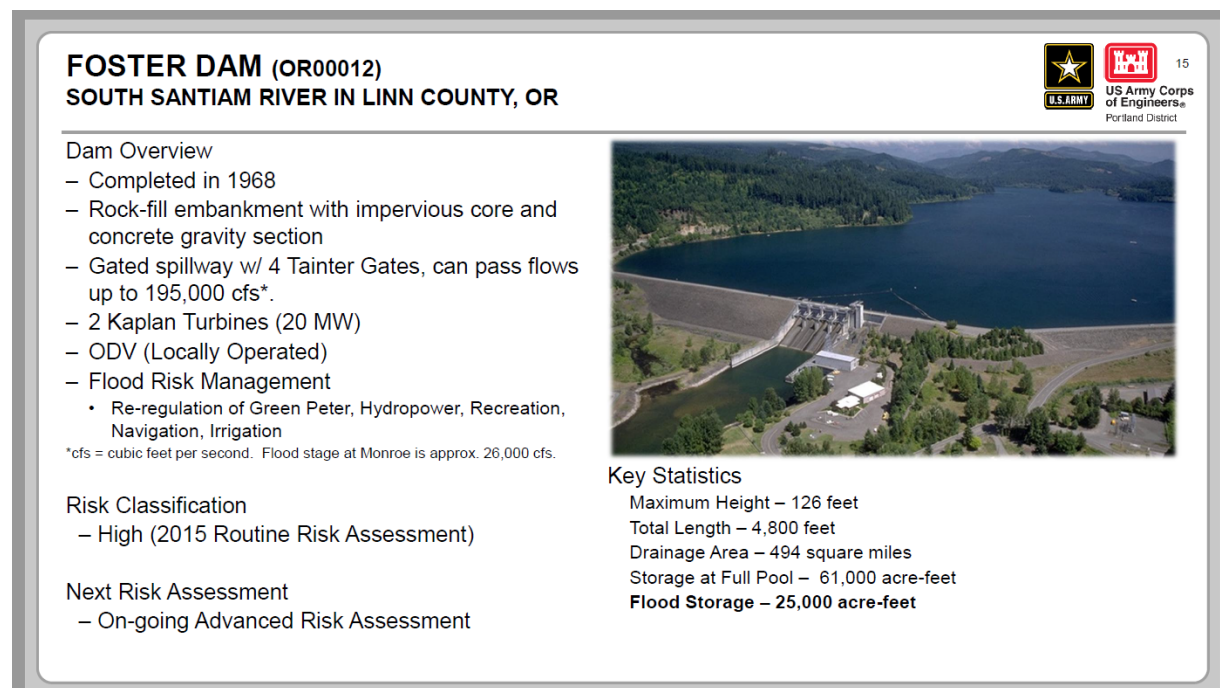 FOSTER DAM (OR00012)
SOUTH SANTIAM RIVER IN LINN COUNTY, OR
U.S.ARMY
US Army Corps
of Engineers®
Portland District
15
Dam Overview
– Completed in 1968
– Rock-fill embankment with impervious core and
concrete gravity section
– Gated spillway w/ 4 Tainter Gates, can pass flows
up to 195,000 cfs*.
– 2 Kaplan Turbines (20 MW)
– ODV (Locally Operated)
– Flood Risk Management
• Re-regulation of Green Peter, Hydropower, Recreation,
Navigation, Irrigation
*cfs = cubic feet per second. Flood stage at Monroe is approx. 26,000 cfs.
Risk Classification
– High (2015 Routine Risk Assessment)
Next Risk Assessment
– On-going Advanced Risk Assessment
Key Statistics
Maximum Height – 126 feet
Total Length – 4,800 feet
Drainage Area – 494 square miles
Storage at Full Pool – 61,000 acre-feet
Flood Storage – 25,000 acre-feet